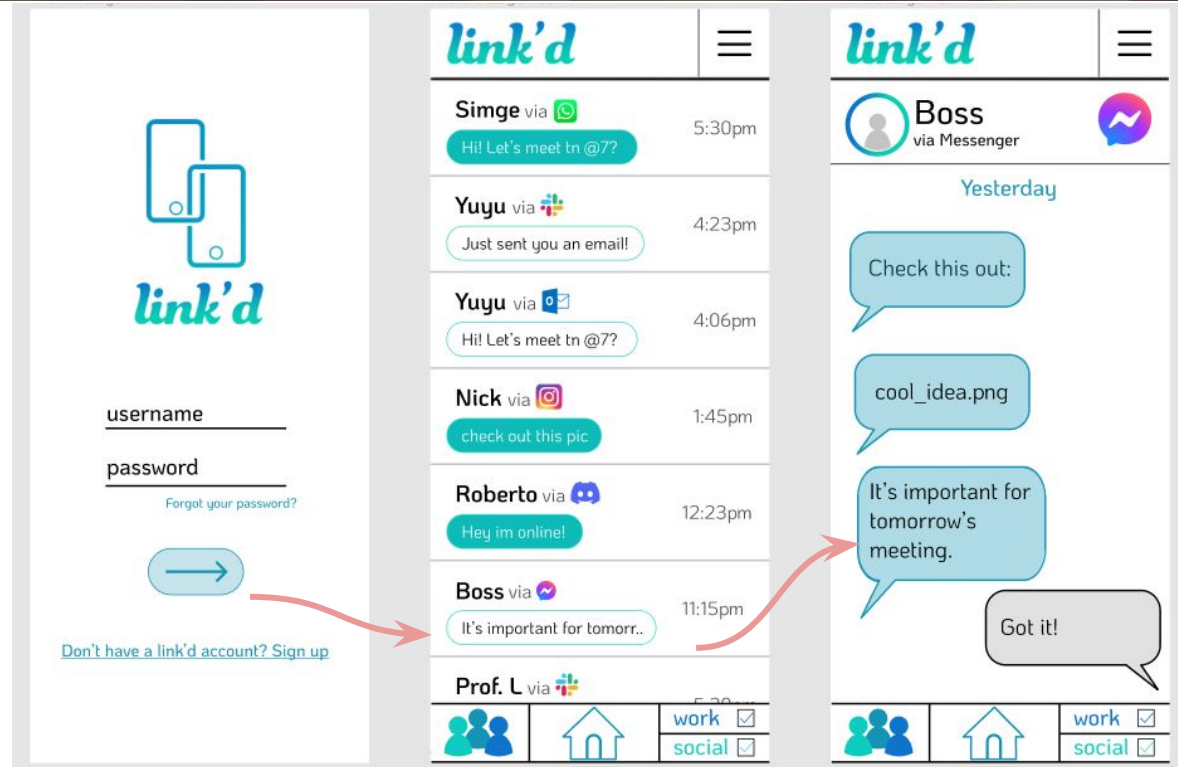 link'd
username
password
Forgot your password?
Don't have a link'd account? Sign up
link'd
Simge via
5:30pm
Hi! Let's meet tn @7?
Yuyu via
4:23pm
Just sent you an email!
Yuyu via
4:06pm
Hi! Let's meet tn @7?
Nick via
1:45pm
check out this pic
Roberto via
12:23pm
Hey im online!
Boss via
11:15pm
It's important for tomorr..
Prof. L via
work
social
link'd
Boss
via Messenger
Yesterday
Check this out:
cool_idea.png
It's important for
tomorrow's
meeting.
Got it!
work
social